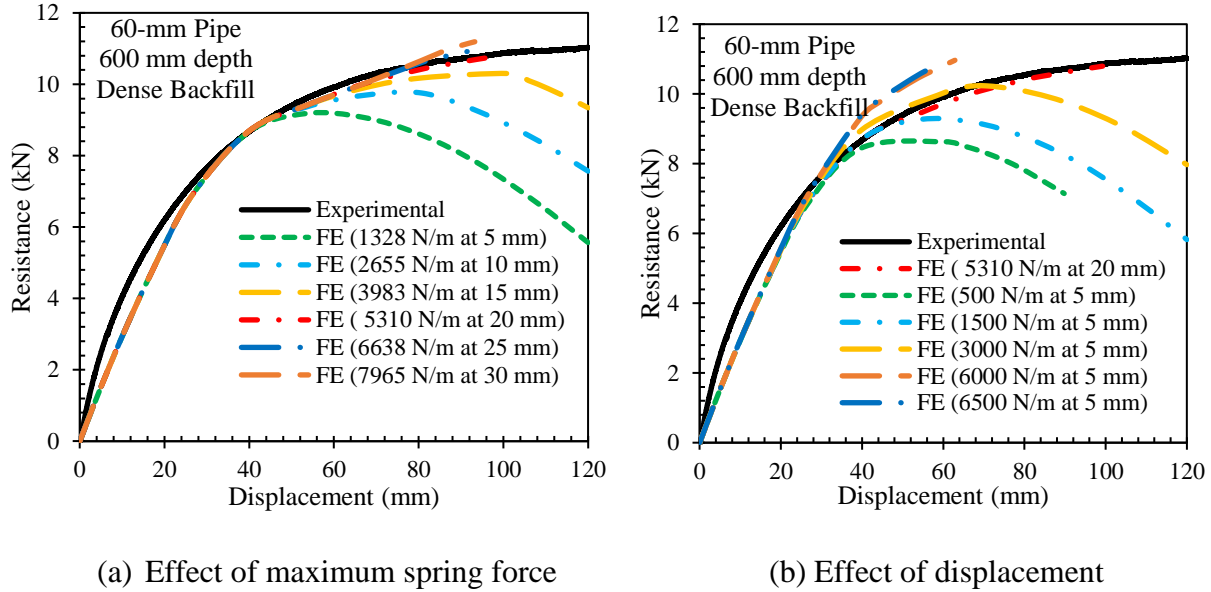 12
10
8
6
4
2
0
Resistance (kN)
60-mm Pipe
600 mm depth
Dense Backfill
Experimental
FE (1328 N/m at 5 mm)
FE (2655 N/m at 10 mm)
FE (3983 N/m at 15 mm)
FE ( 5310 N/m at 20 mm)
FE (6638 N/m at 25 mm)
FE (7965 N/m at 30 mm)
0 20 40 60 80 100 120
Displacement (mm)
(a) Effect of maximum spring force
12
10
8
6
4
2
0
Resistance (kN)
60-mm Pipe
600 mm depth
Dense Backfill
Experimental
FE ( 5310 N/m at 20 mm)
FE (500 N/m at 5 mm)
FE (1500 N/m at 5 mm)
FE (3000 N/m at 5 mm)
FE (6000 N/m at 5 mm)
FE (6500 N/m at 5 mm)
0 20 40 60 80 100 120
Displacement (mm)
(b) Effect of displacement